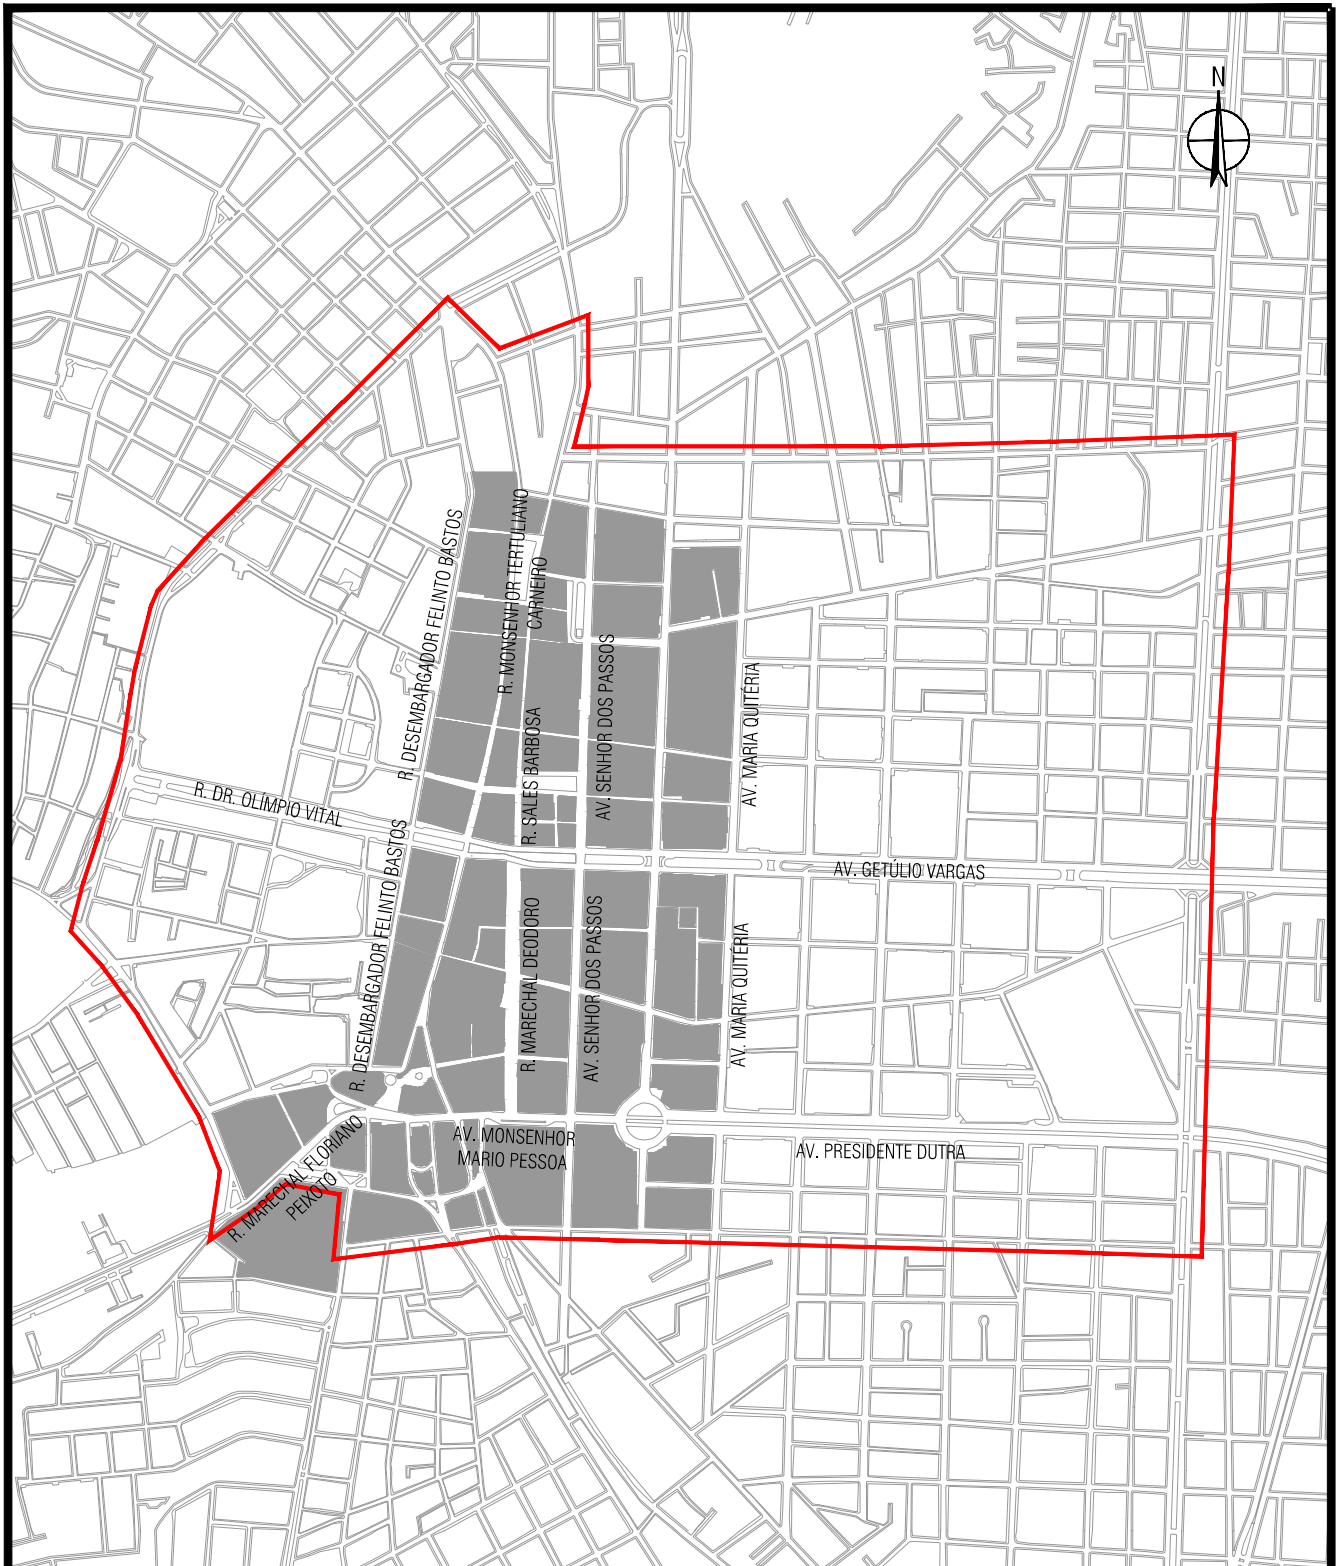 N
R. DESEMBARGADOR FELINTO BASTOS
R. MONSENHOR TERTULIANO
CARNEIRO
R. SALES BARBOSA
AV. SENHOR DOS PASSOS
AV. MARIA QUITÉRIA
R. DR. OLÍMPIO VITAL
AV. GETÚLIO VARGAS
R. DESEMBARGADOR FELINTO BASTOS
R. MARECHAL DEODORO
AV. SENHOR DOS PASSOS
AV. MARIA QUITÉRIA
R. MARECHAL FLORIANO
PEIXOTO
AV. MONSENHOR
MARIO PESSOA
AV. PRESIDENTE DUTRA